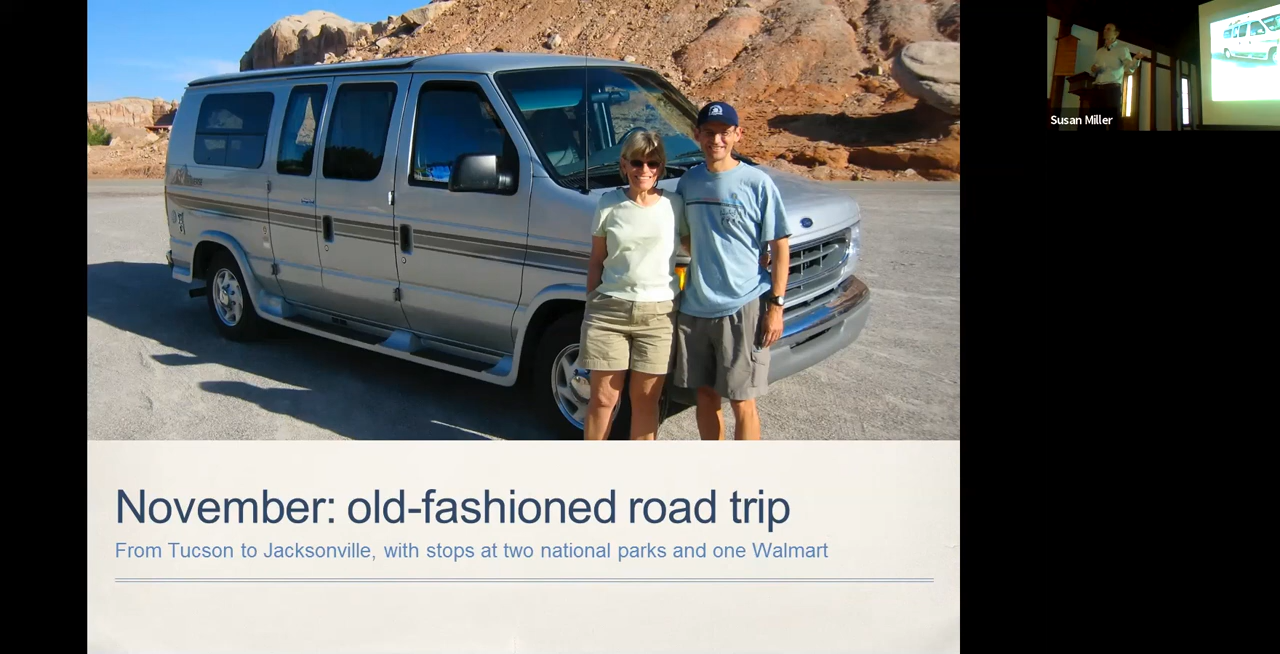 Susan Miller
November: old-fashioned road trip
From Tucson to Jacksonville, with stops at two national parks and one Walmart